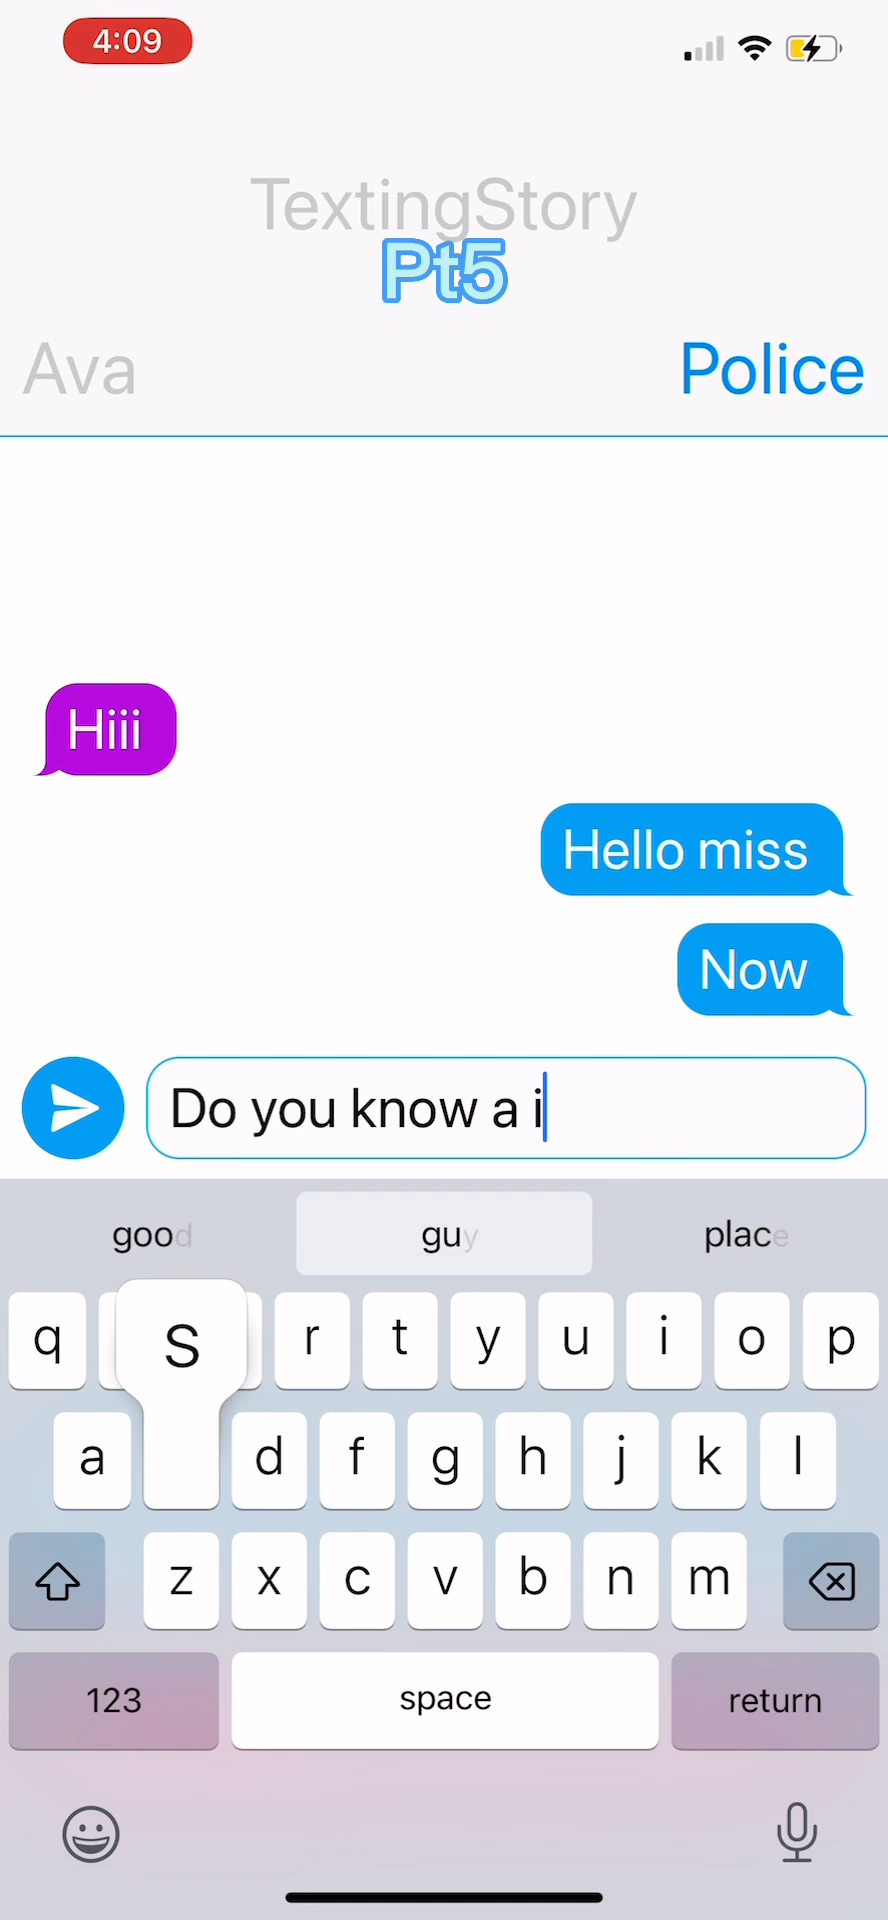 4:09
TextingStory
Pt5
Ava Police
Hiii
Hello miss
Now
Do you know a i
good guy place
q r t y u i o p
s
a d f g h j k l
z x c v b n m
123 space return